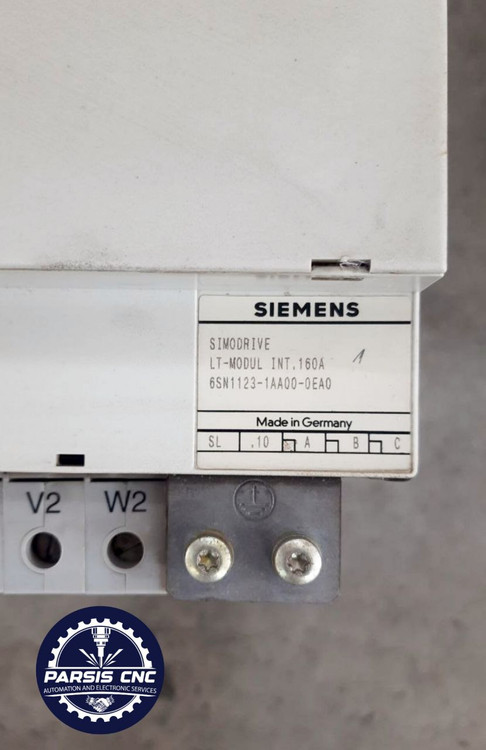 SIEMENS
SIMODRIVE
LT-MODUL INT.160A 1
6SN1123-1AA00-0EA0
Made in Germany
SL .10 A B C
V2 W2
PARSIS CNC
AUTOMATION AND ELECTRONIC SERVICES